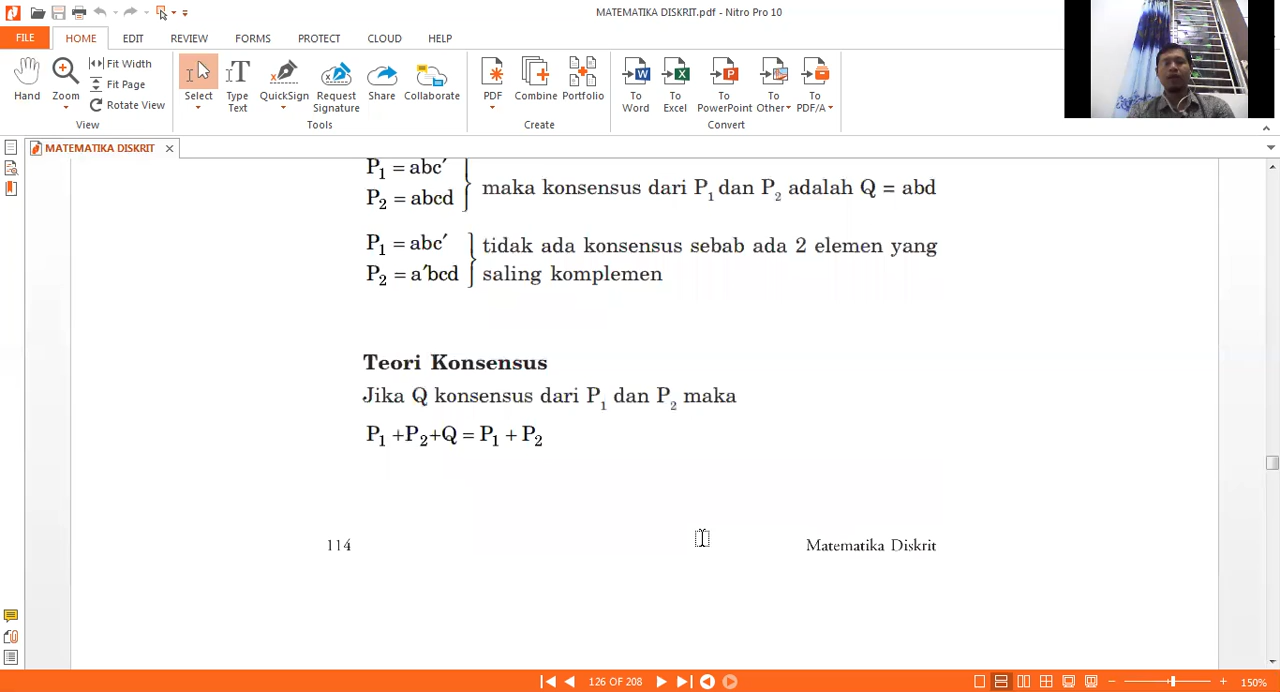 MATEMATIKA DISKRIT.pdf - Nitro Pro 10
FILE HOME EDIT REVIEW FORMS PROTECT CLOUD ERASE HELP
Hand Zoom Fit Width Fit Page Rotate View
View
Select Type Text QuickSign Request Signature Share Collaborate
Tools
PDF Combine Portfolio
Create
To Word To Excel To PowerPoint To Other To PDF/A
Convert
MATEMATIKA DISKRIT
P₁ = abc′
P₂ = abcd
maka konsensus dari P₁ dan P₂ adalah Q = abd
P₁ = abc′
P₂ = a′bcd
tidak ada konsensus sebab ada 2 elemen yang
saling komplemen
Teori Konsensus
Jika Q konsensus dari P₁ dan P₂ maka
P₁ +P₂+Q = P₁ + P₂
114
Matematika Diskrit
126 OF 208
150%